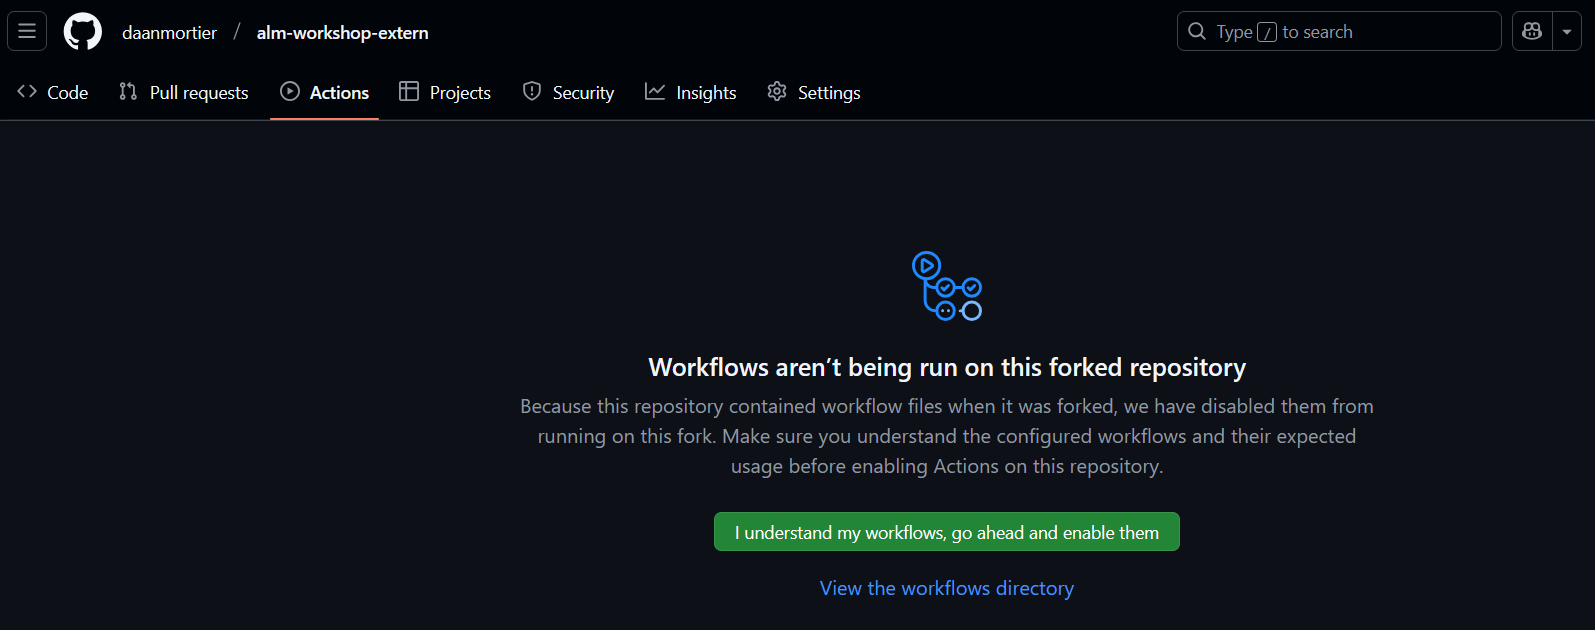 daanmortier / alm-workshop-extern
Type / to search
Code Pull requests Actions Projects Security Insights Settings
Workflows aren’t being run on this forked repository
Because this repository contained workflow files when it was forked, we have disabled them from
running on this fork. Make sure you understand the configured workflows and their expected
usage before enabling Actions on this repository.
I understand my workflows, go ahead and enable them
View the workflows directory